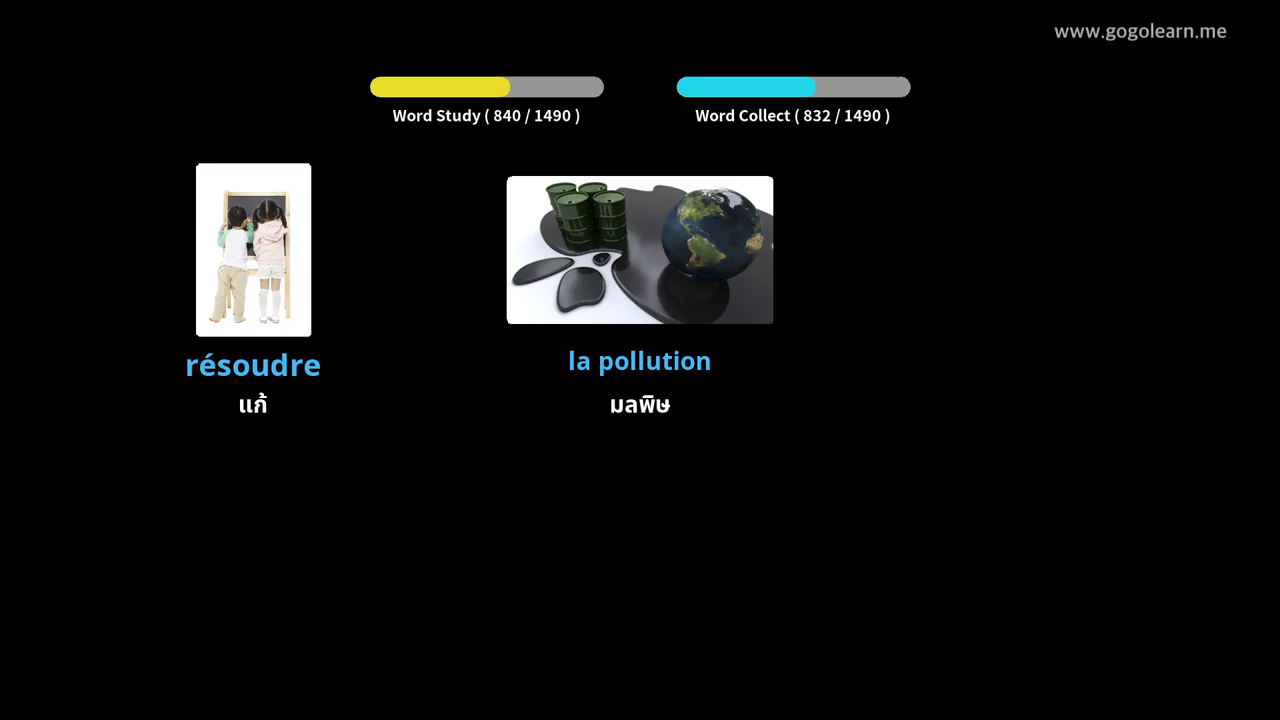 www.gogolearn.me
Word Study ( 840 / 1490 )
Word Collect ( 832 / 1490 )
résoudre
แก้
la pollution
มลพิษ